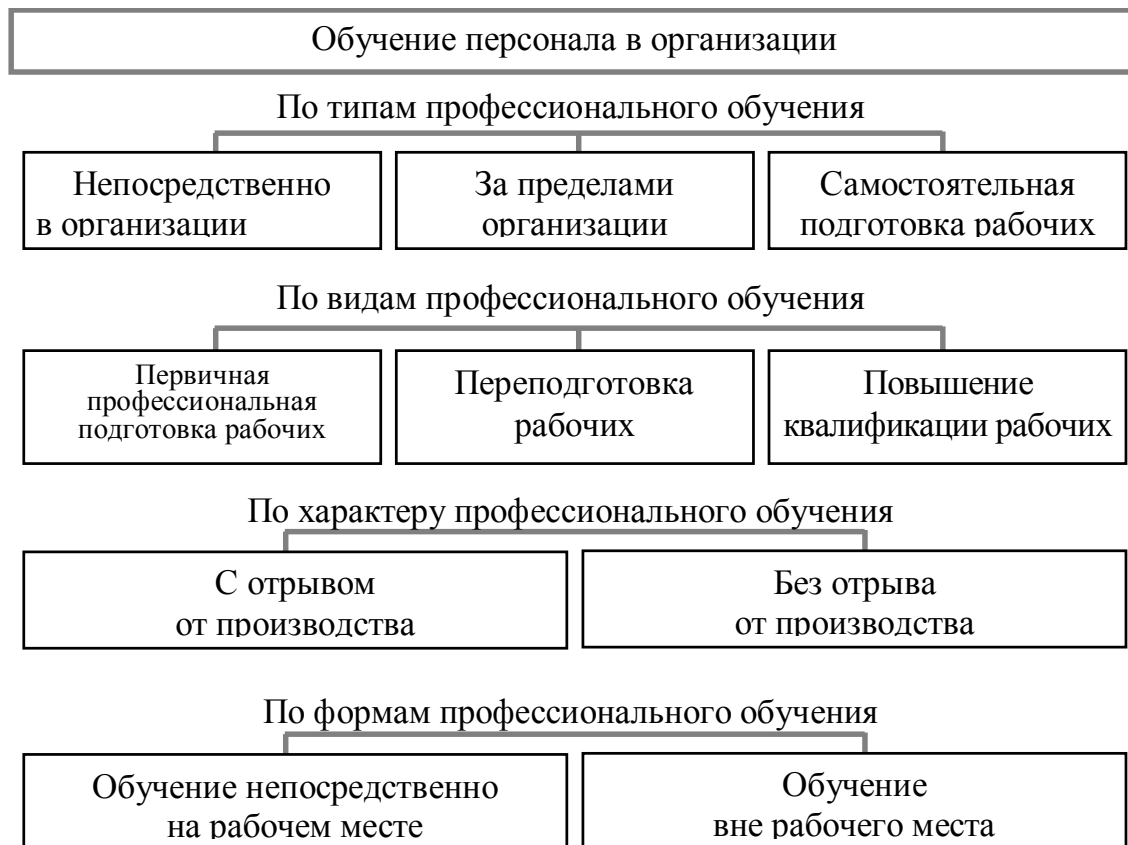 Обучение персонала в организации
По типам профессионального обучения
Непосредственно
в организации
За пределами
организации
Самостоятельная
подготовка рабочих
По видам профессионального обучения
Первичная
профессиональная
подготовка рабочих
Переподготовка
рабочих
Повышение
квалификации рабочих
По характеру профессионального обучения
С отрывом
от производства
Без отрыва
от производства
По формам профессионального обучения
Обучение непосредственно
на рабочем месте
Обучение
вне рабочего места